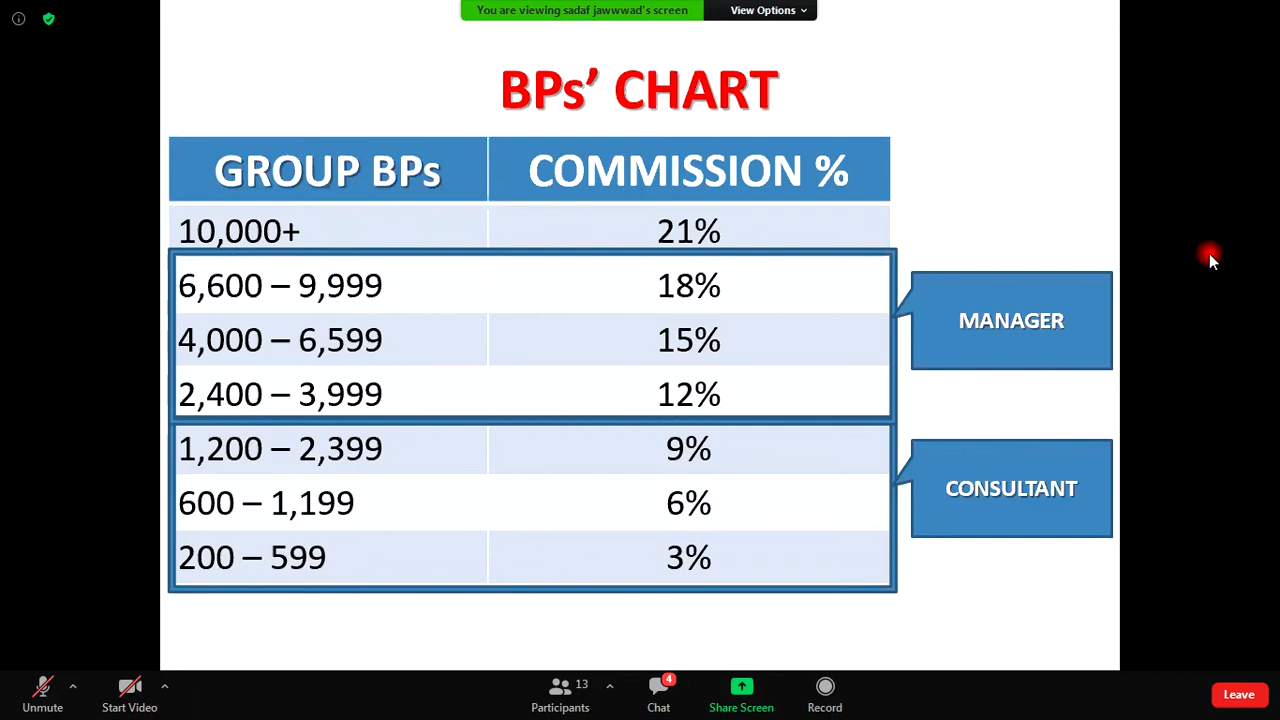 You are viewing sadaf jawwwad's screen View Options
BPs' CHART
GROUP BPs COMMISSION %
10,000+ 21%
6,600 – 9,999 18%
4,000 – 6,599 15%
2,400 – 3,999 12%
MANAGER
1,200 – 2,399 9%
600 – 1,199 6%
200 – 599 3%
CONSULTANT
13
4
Unmute Start Video Participants Chat Share Screen Record Leave